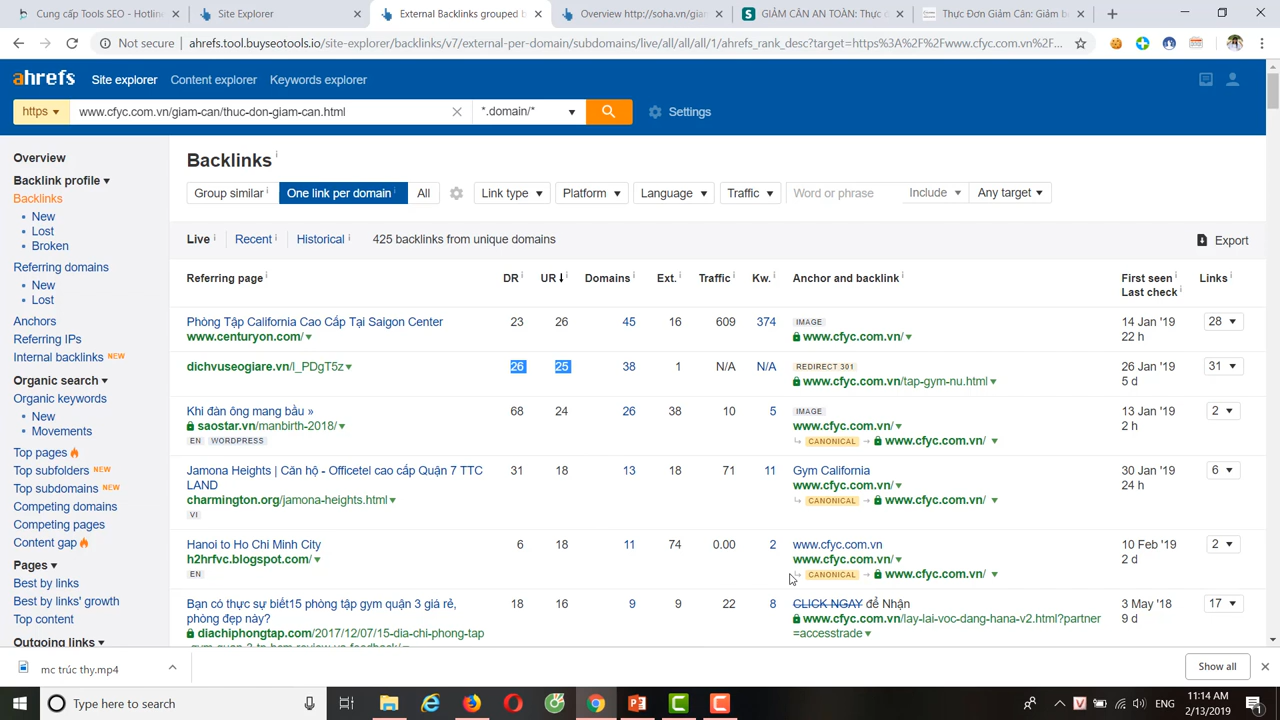 Cung cấp Tools SEO - Hotline
Site Explorer
External Backlinks grouped b
Overview http://soha.vn/giam
GIẢM CÂN AN TOÀN: Thực
Thực Đơn Giảm Cân: Giảm b
Not secure | ahrefs.tool.buyseotools.io/site-explorer/backlinks/v7/external-per-domain/subdomains/live/all/all/all/1/ahrefs_rank_desc?target=https%3A%2F%2Fwww.cfyc.com.vn%2F...
ahrefs Site explorer Content explorer Keywords explorer
https www.cfyc.com.vn/giam-can/thuc-don-giam-can.html *.domain/* Settings
Overview
Backlink profile
Backlinks
New
Lost
Broken
Referring domains
New
Lost
Anchors
Referring IPs
Internal backlinks NEW
Organic search
Organic keywords
New
Movements
Top pages
Top subfolders NEW
Top subdomains NEW
Competing domains
Competing pages
Content gap
Pages
Best by links
Best by links' growth
Top content
Outgoing links
Backlinks i
Group similar i One link per domain i All Link type Platform Language Traffic Word or phrase Include Any target
Live i Recent i Historical i 425 backlinks from unique domains Export
Referring page i DR i UR i Domains i Ext. i Traffic i Kw. i Anchor and backlink i First seen Links i
Last check i
Phòng Tập California Cao Cấp Tại Saigon Center 23 26 45 16 609 374 IMAGE 14 Jan '19 28
www.centuryon.com/ www.cfyc.com.vn/ 22 h
dichvuseogiare.vn/l_PDgT5z 26 25 38 1 N/A N/A REDIRECT 301 26 Jan '19 31
www.cfyc.com.vn/tap-gym-nu.html 5 d
Khi đàn ông mang bầu » 68 24 26 38 10 5 IMAGE 13 Jan '19 2
saostar.vn/manbirth-2018/ www.cfyc.com.vn/ 2 h
EN WORDPRESS CANONICAL → www.cfyc.com.vn/
Jamona Heights | Căn hộ - Officetel cao cấp Quận 7 TTC 31 18 13 18 71 11 Gym California 30 Jan '19 6
LAND www.cfyc.com.vn/ 24 h
charmington.org/jamona-heights.html CANONICAL → www.cfyc.com.vn/
VI
Hanoi to Ho Chi Minh City 6 18 11 74 0.00 2 www.cfyc.com.vn 10 Feb '19 2
h2hrfvc.blogspot.com/ www.cfyc.com.vn/ 2 d
EN CANONICAL → www.cfyc.com.vn/
Bạn có thực sự biết15 phòng tập gym quận 3 giá rẻ, 18 16 9 9 22 8 CLICK NGAY để Nhận 3 May '18 17
phòng đẹp này? www.cfyc.com.vn/lay-lai-voc-dang-hana-v2.html?partner 9 d
diachiphongtap.com/2017/12/07/15-dia-chi-phong-tap =accesstrade
-gym-quan-3-tp-hcm-review-va-feedback/
mc trúc thy.mp4 Show all
Type here to search ENG 11:14 AM
2/13/2019